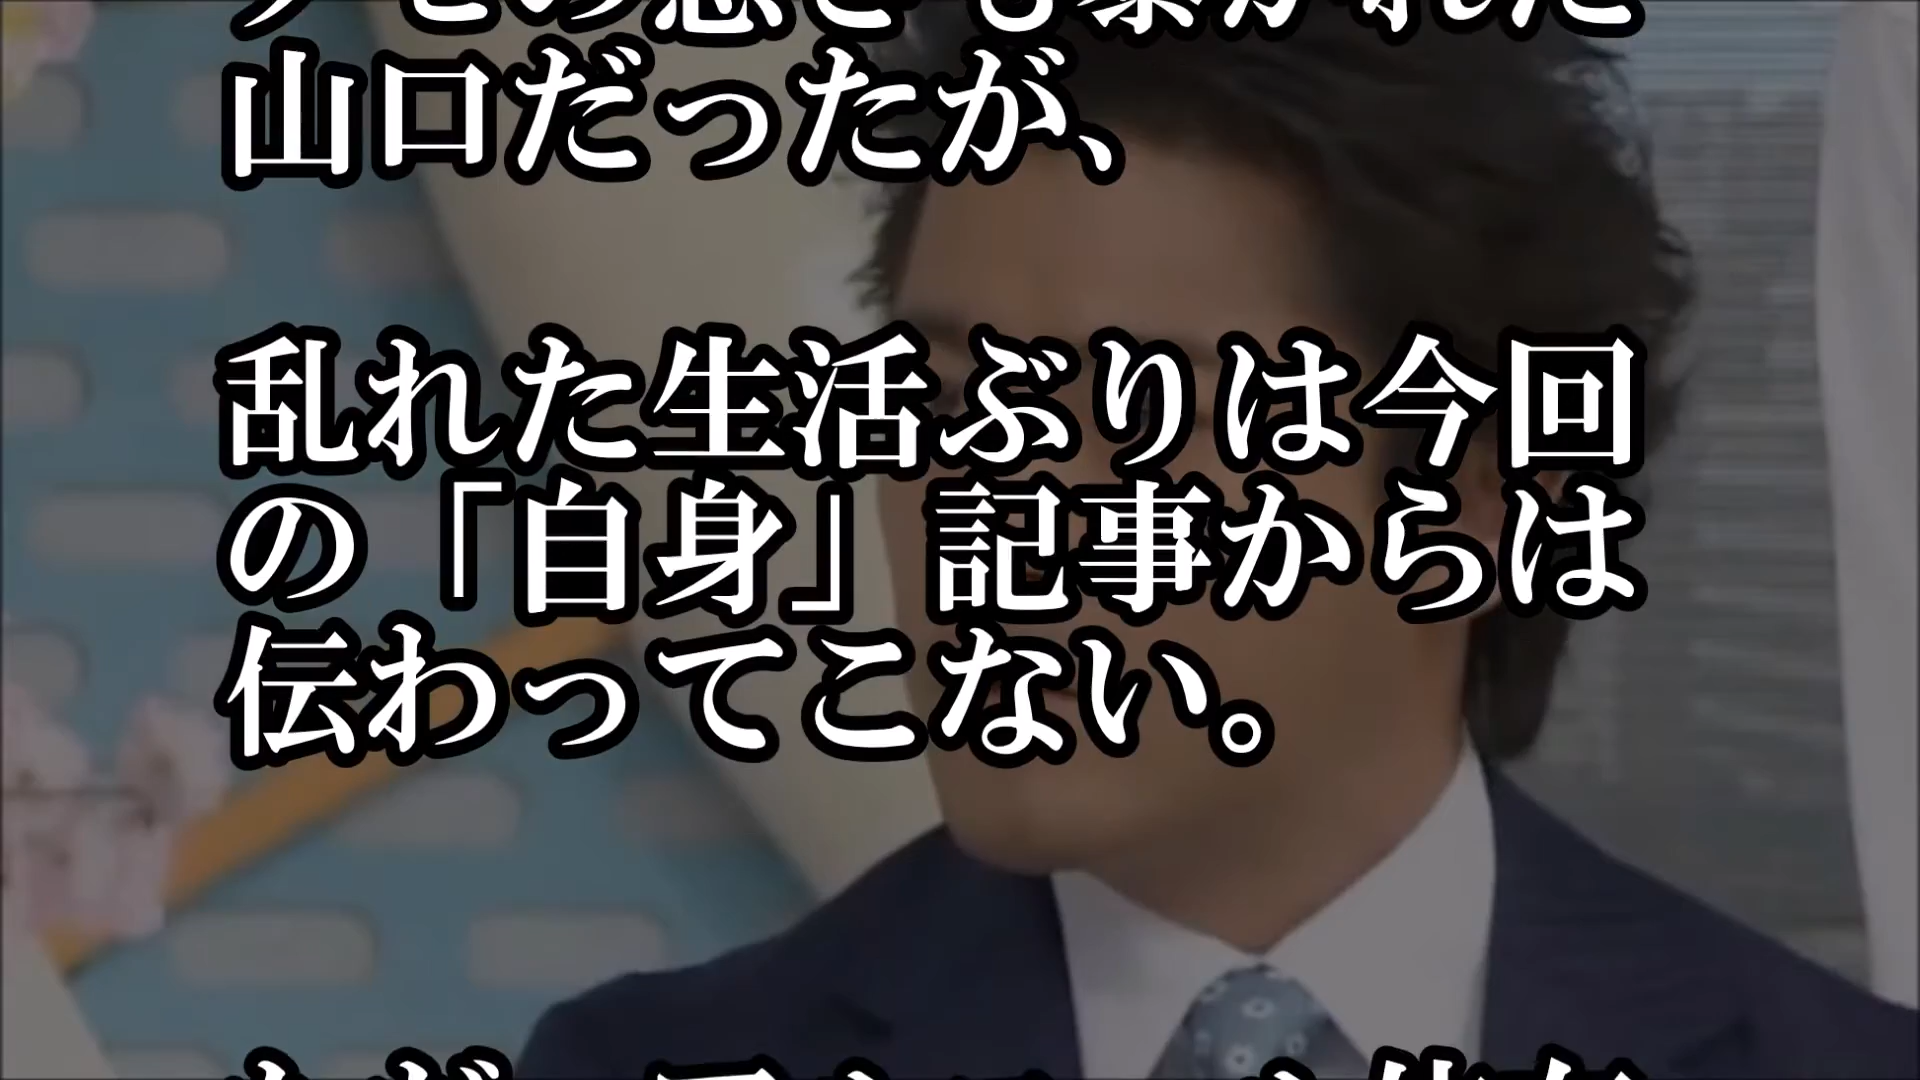 山口だったが、
乱れた生活ぶりは今回
の「自身」記事からは
伝わってこない。